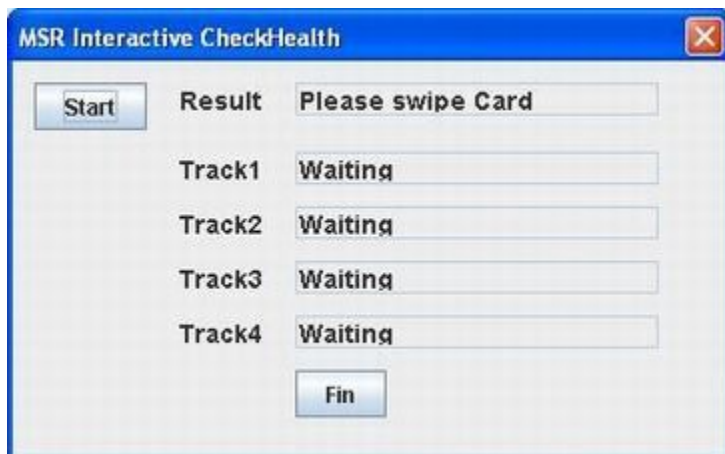 MSR Interactive CheckHealth
Start Result Please swipe Card
Track1 Waiting
Track2 Waiting
Track3 Waiting
Track4 Waiting
Fin